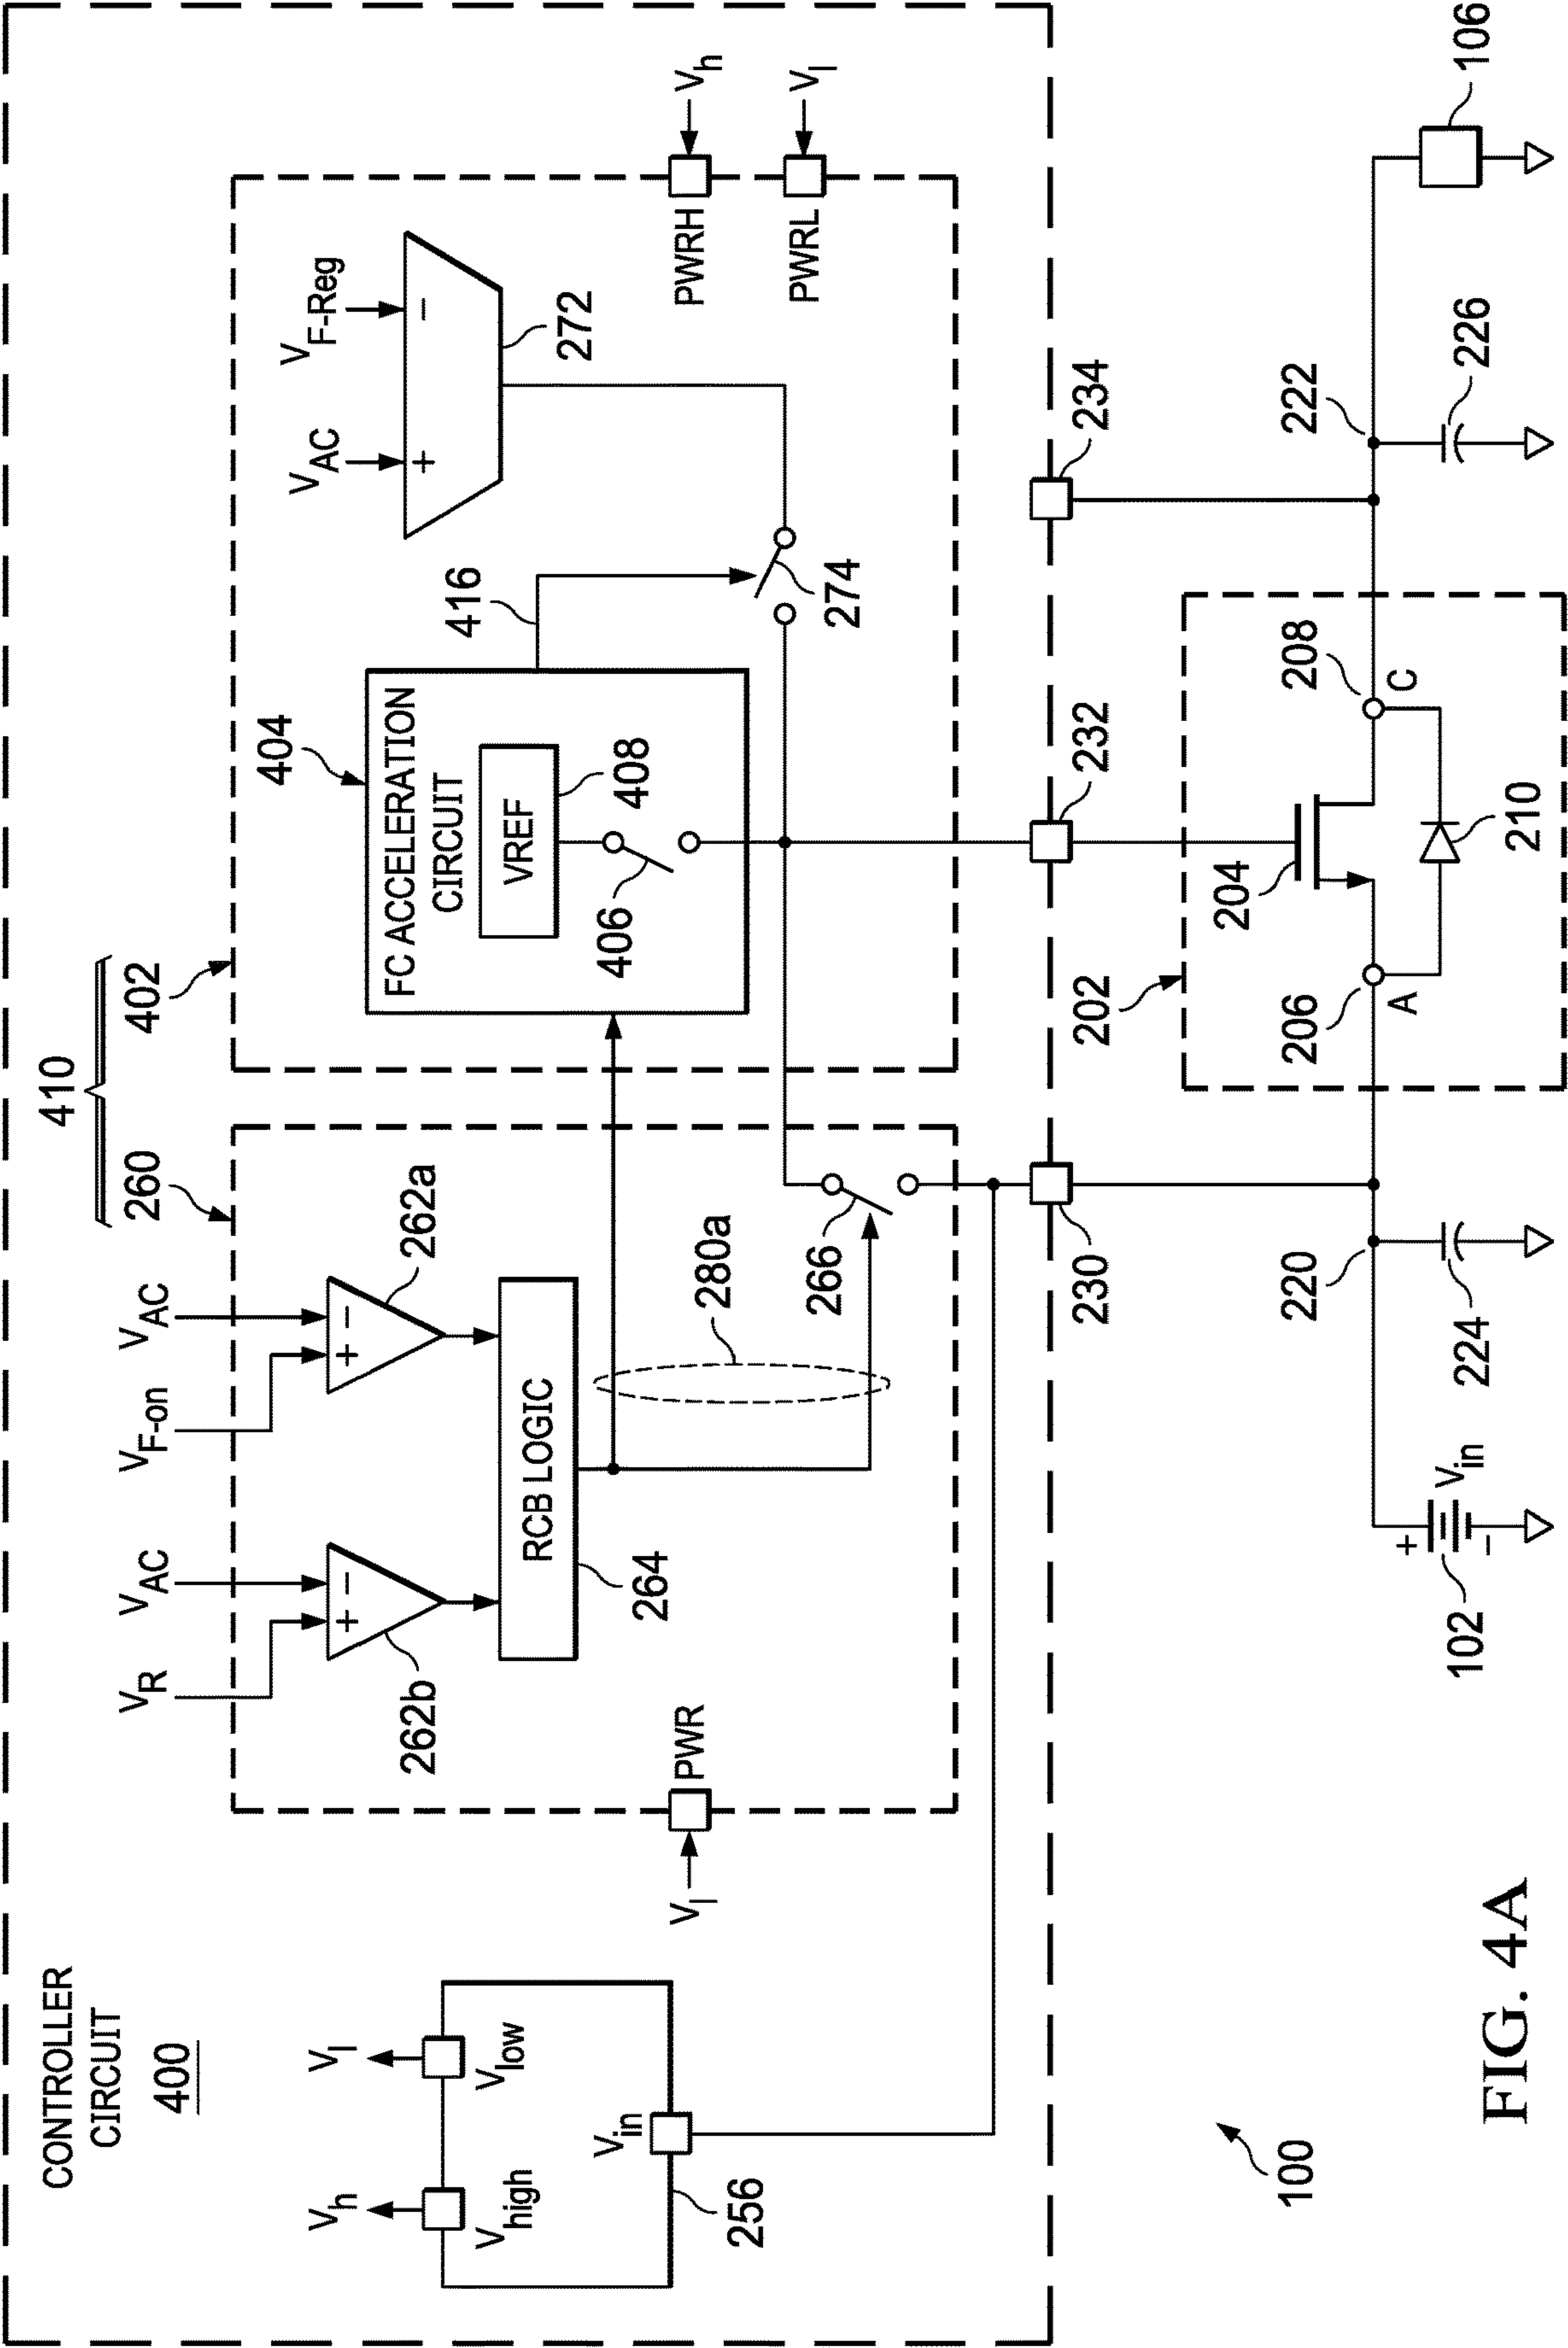 CONTROLLER
CIRCUIT
400
410
260
402
V_R
V_AC
V_F-on
V_AC
262b
262a
RCB LOGIC
264
280a
266
V_l
PWR
V_h
V_l
V_high
V_low
V_in
256
404
FC ACCELERATION
CIRCUIT
VREF
408
406
416
V_AC
V_F-Reg
+
−
+
−
+
−
272
274
PWRH
V_h
PWRL
V_l
230
232
234
202
204
206
A
208
C
210
220
222
224
226
102
+
−
V_in
106
100
FIG. 4A